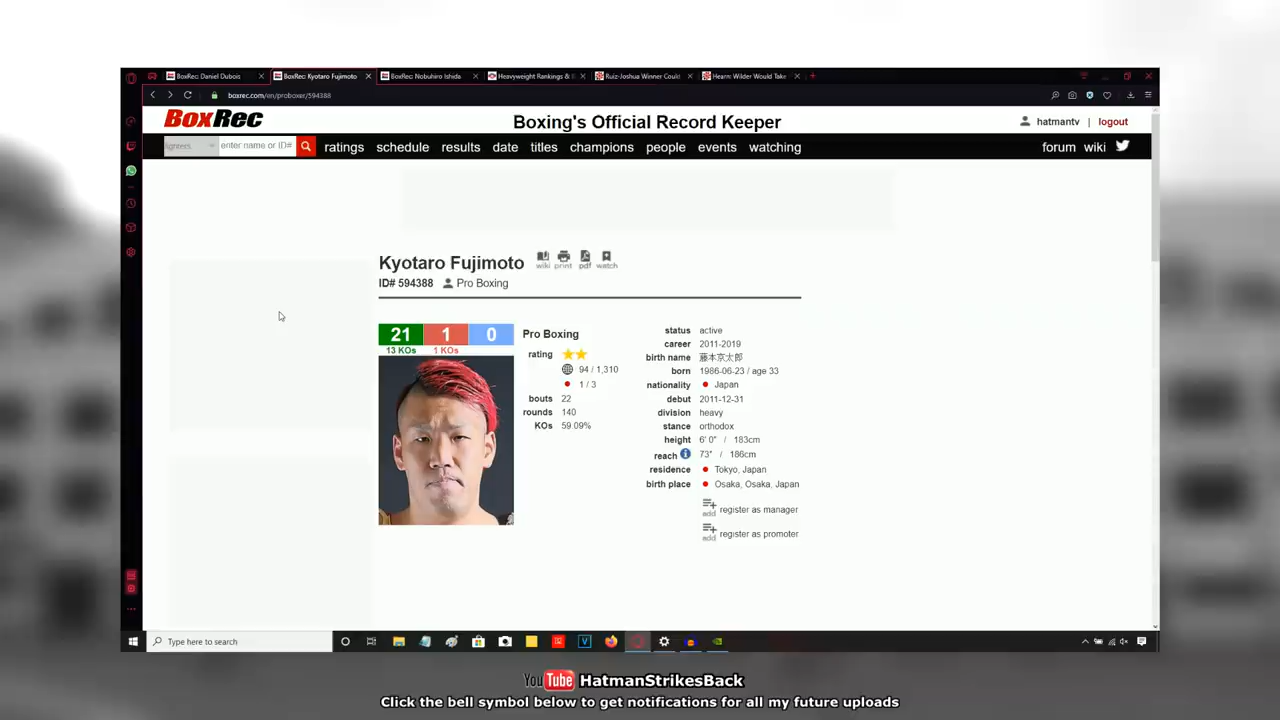 BoxRec: Daniel Dubois
BoxRec: Kyotaro Fujimoto
BoxRec: Nobuhiro Ishida
Heavyweight Rankings &
Ruiz-Joshua Winner Coul
Hearn: Wilder Would Take
boxrec.com/en/proboxer/594388
BoxRec
Boxing's Official Record Keeper
hatmantv | logout
fighters
enter name or ID#
ratings schedule results date titles champions people events watching
forum wiki
Kyotaro Fujimoto
wiki print pdf watch
ID# 594388 Pro Boxing
21 1 0
13 KOs 1 KOs
Pro Boxing
rating
94 / 1,310
1 / 3
bouts 22
rounds 140
KOs 59.09%
status active
career 2011-2019
birth name 藤本京太郎
born 1986-06-23 / age 33
nationality Japan
debut 2011-12-31
division heavy
stance orthodox
height 6′ 0″ / 183cm
reach 73″ / 186cm
residence Tokyo, Japan
birth place Osaka, Osaka, Japan
add register as manager
add register as promoter
Type here to search
YouTube HatmanStrikesBack
Click the bell symbol below to get notifications for all my future uploads